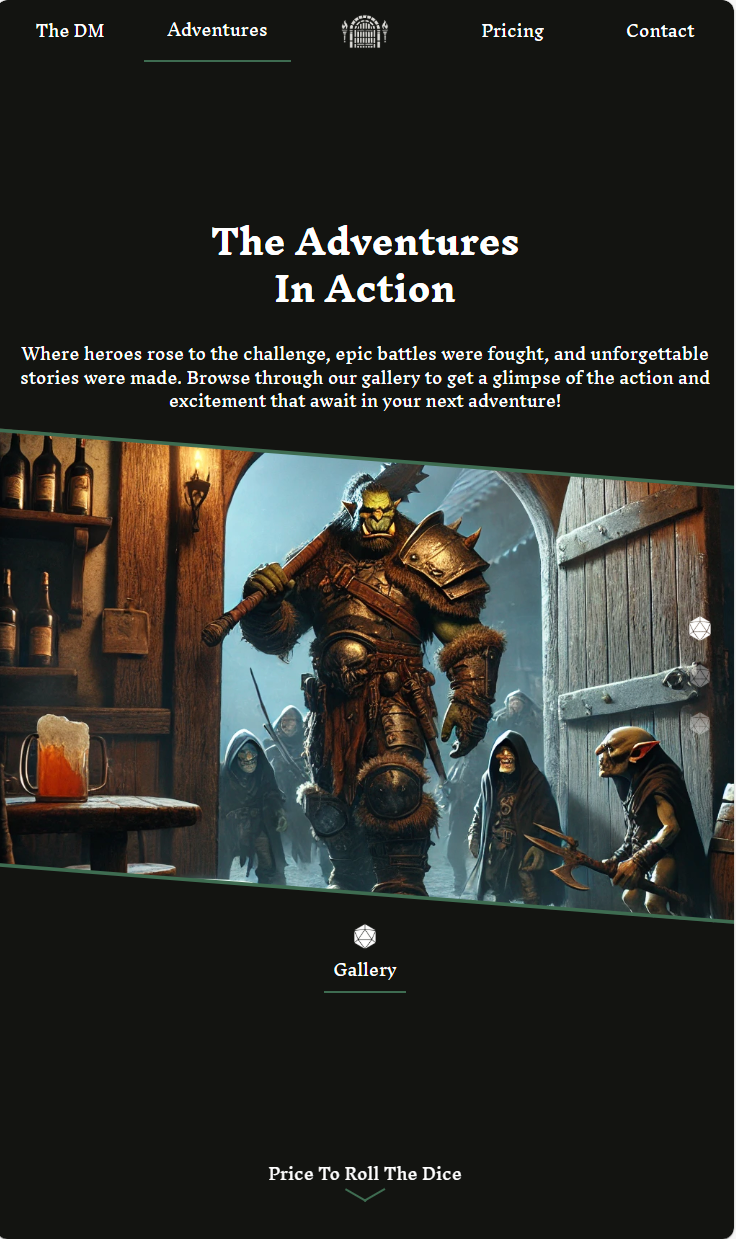 The DM
Adventures
Pricing
Contact
The Adventures
In Action
Where heroes rose to the challenge, epic battles were fought, and unforgettable
stories were made. Browse through our gallery to get a glimpse of the action and
excitement that await in your next adventure!
Gallery
Price To Roll The Dice